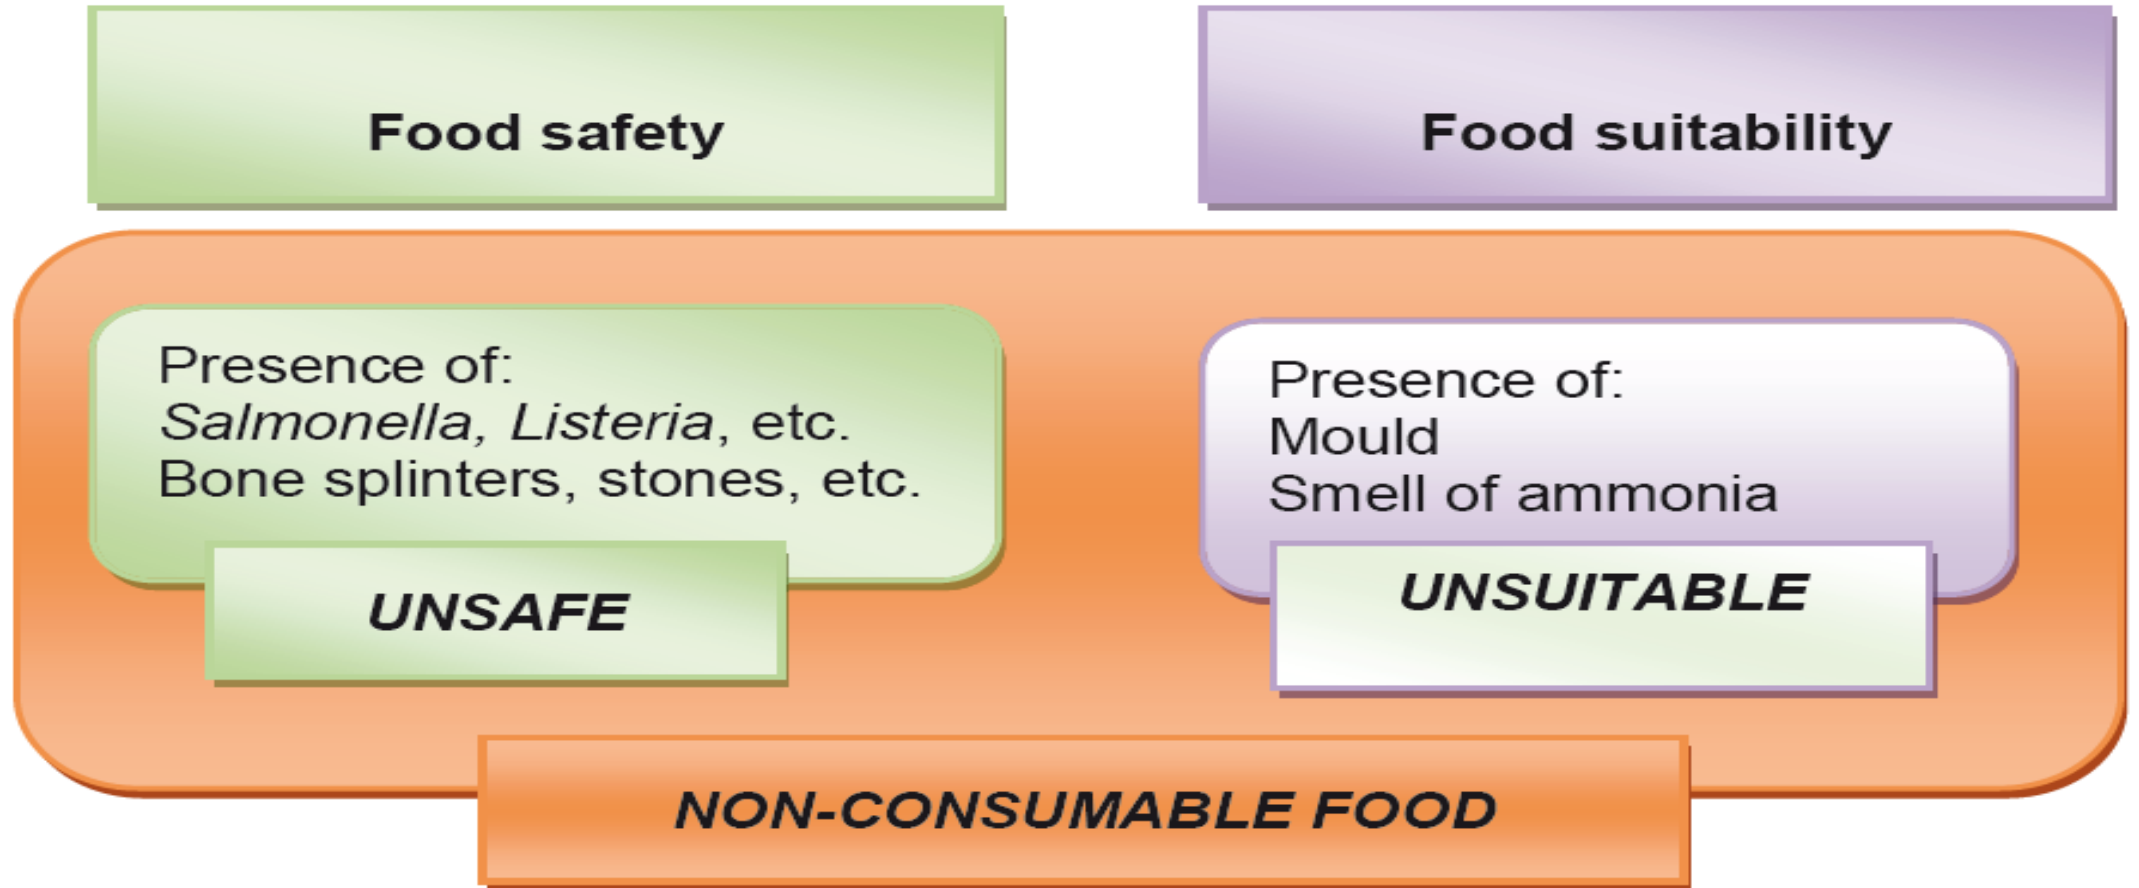 Food safety
Food suitability
Presence of:
Salmonella, Listeria, etc.
Bone splinters, stones, etc.
UNSAFE
Presence of:
Mould
Smell of ammonia
UNSUITABLE
NON-CONSUMABLE FOOD